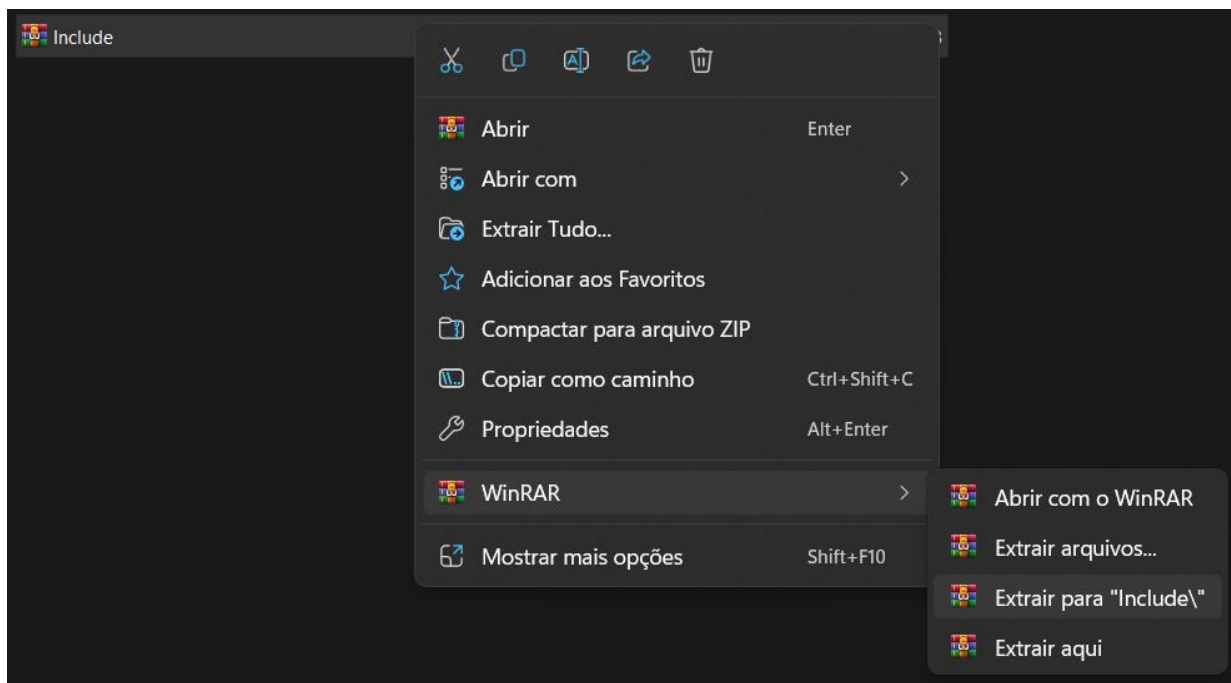 Include
Abrir Enter
Abrir com
Extrair Tudo...
Adicionar aos Favoritos
Compactar para arquivo ZIP
Copiar como caminho Ctrl+Shift+C
Propriedades Alt+Enter
WinRAR
Mostrar mais opções Shift+F10
Abrir com o WinRAR
Extrair arquivos...
Extrair para "Include\"
Extrair aqui